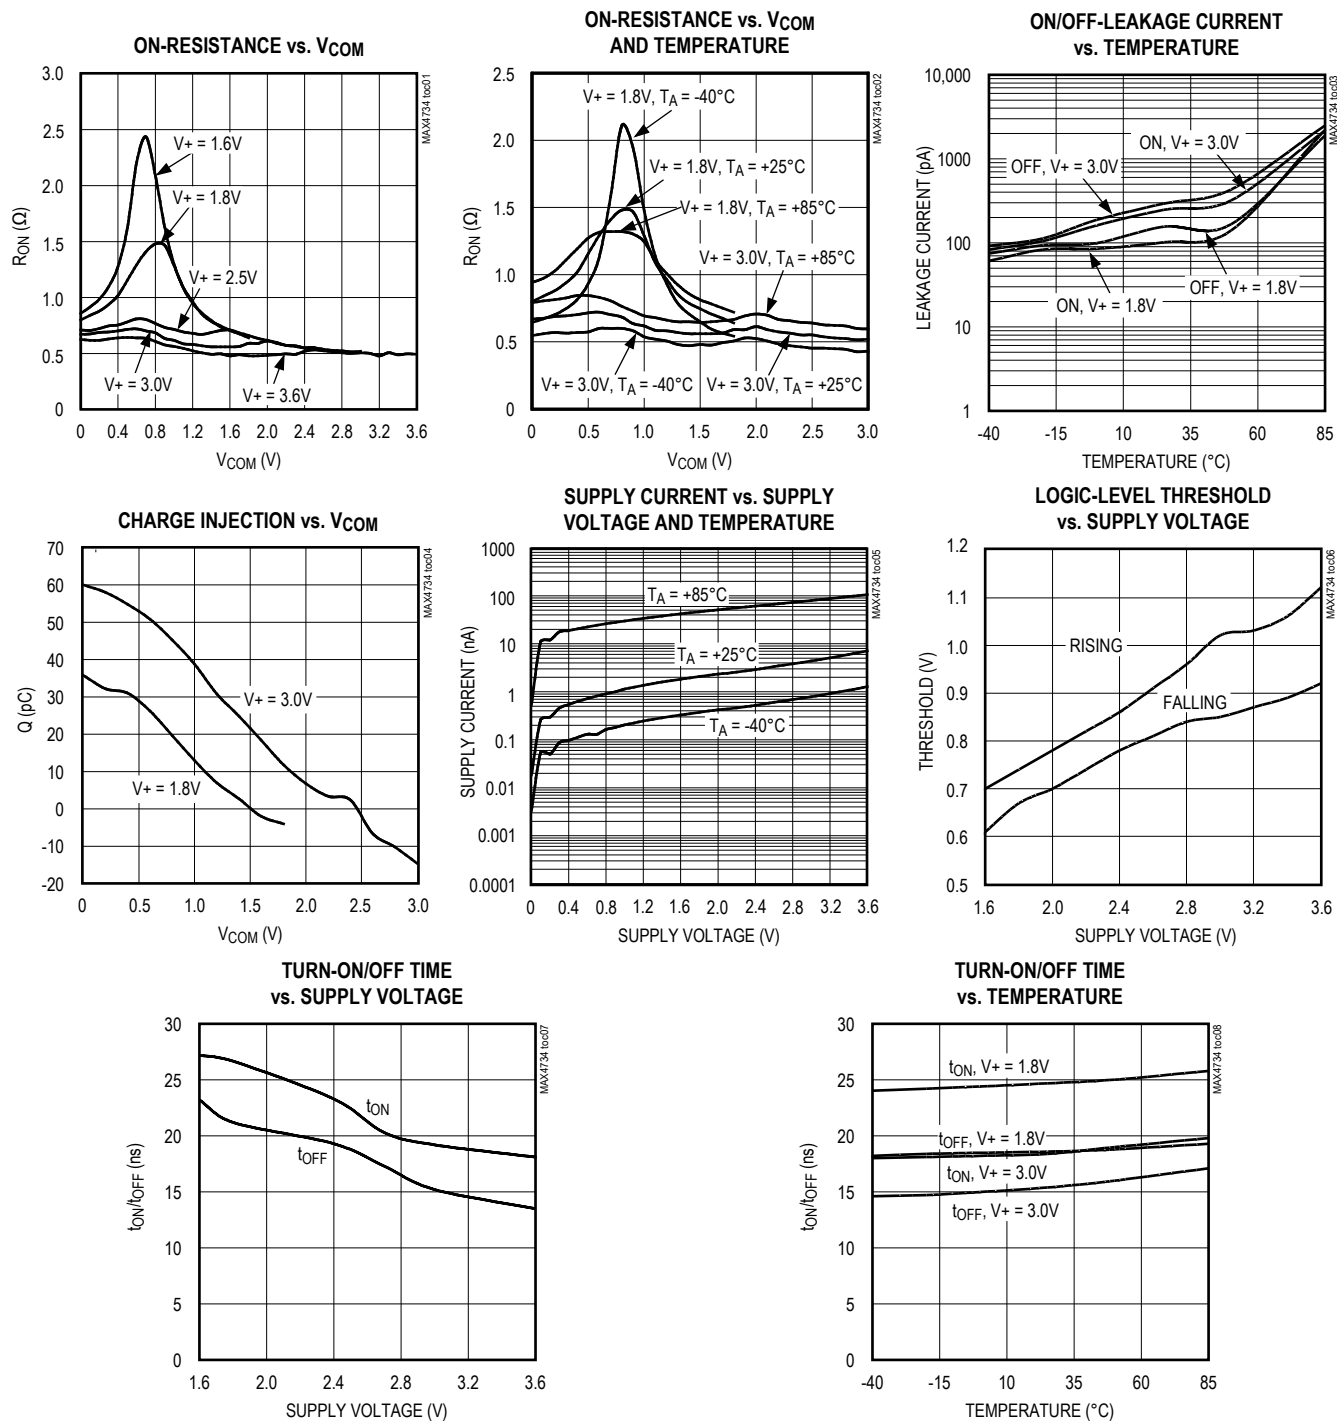 ON-RESISTANCE vs. VCOM
MAX4734 toc01
3.0
2.5
2.0
1.5
1.0
0.5
0
RON (Ω)
V+ = 1.6V
V+ = 1.8V
V+ = 2.5V
V+ = 3.0V
V+ = 3.6V
0 0.4 0.8 1.2 1.6 2.0 2.4 2.8 3.2 3.6
VCOM (V)
ON-RESISTANCE vs. VCOM
AND TEMPERATURE
MAX4734 toc02
2.5
2.0
1.5
1.0
0.5
0
RON (Ω)
V+ = 1.8V, TA = -40°C
V+ = 1.8V, TA = +25°C
V+ = 1.8V, TA = +85°C
V+ = 3.0V, TA = +85°C
V+ = 3.0V, TA = -40°C
V+ = 3.0V, TA = +25°C
0 0.5 1.0 1.5 2.0 2.5 3.0
VCOM (V)
ON/OFF-LEAKAGE CURRENT
vs. TEMPERATURE
MAX4734 toc03
10,000
1000
100
10
1
LEAKAGE CURRENT (pA)
ON, V+ = 3.0V
OFF, V+ = 3.0V
OFF, V+ = 1.8V
ON, V+ = 1.8V
-40 -15 10 35 60 85
TEMPERATURE (°C)
CHARGE INJECTION vs. VCOM
MAX4734 toc04
70
60
50
40
30
20
10
0
-10
-20
Q (pC)
V+ = 3.0V
V+ = 1.8V
0 0.5 1.0 1.5 2.0 2.5 3.0
VCOM (V)
SUPPLY CURRENT vs. SUPPLY
VOLTAGE AND TEMPERATURE
MAX4734 toc05
1000
100
10
1
0.1
0.01
0.001
0.0001
SUPPLY CURRENT (nA)
TA = +85°C
TA = +25°C
TA = -40°C
0 0.4 0.8 1.2 1.6 2.0 2.4 2.8 3.2 3.6
SUPPLY VOLTAGE (V)
LOGIC-LEVEL THRESHOLD
vs. SUPPLY VOLTAGE
MAX4734 toc06
1.2
1.1
1.0
0.9
0.8
0.7
0.6
0.5
THRESHOLD (V)
RISING
FALLING
1.6 2.0 2.4 2.8 3.2 3.6
SUPPLY VOLTAGE (V)
TURN-ON/OFF TIME
vs. SUPPLY VOLTAGE
MAX4734 toc07
30
25
20
15
10
5
0
tON/tOFF (ns)
tON
tOFF
1.6 2.0 2.4 2.8 3.2 3.6
SUPPLY VOLTAGE (V)
TURN-ON/OFF TIME
vs. TEMPERATURE
MAX4734 toc08
30
25
20
15
10
5
0
tON/tOFF (ns)
tON, V+ = 1.8V
tOFF, V+ = 1.8V
tON, V+ = 3.0V
tOFF, V+ = 3.0V
-40 -15 10 35 60 85
TEMPERATURE (°C)